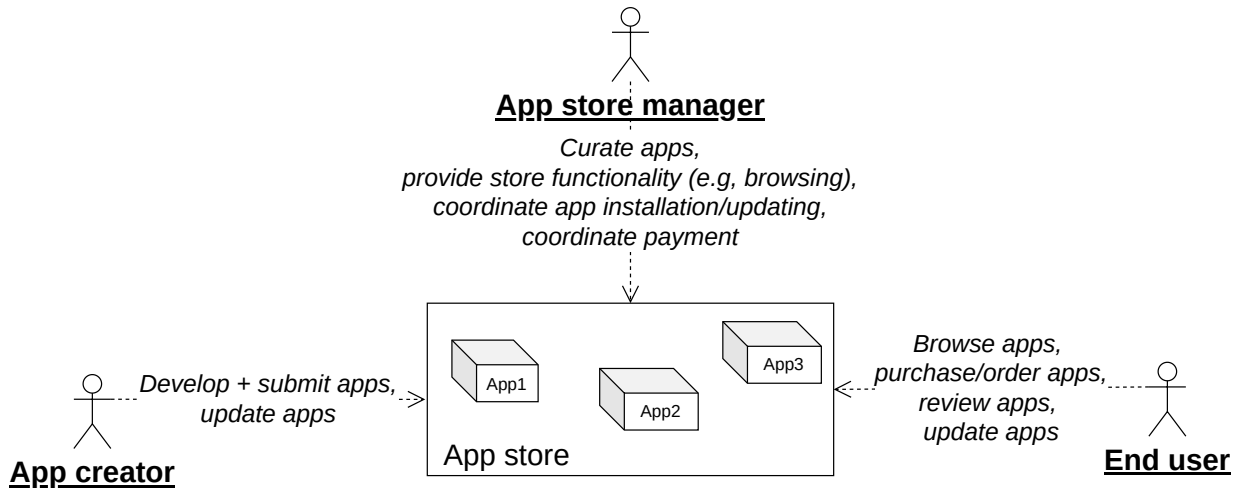 App store manager
Curate apps,
provide store functionality (e.g, browsing),
coordinate app installation/updating,
coordinate payment
App1
App2
App3
App store
Develop + submit apps,
update apps
App creator
Browse apps,
purchase/order apps,
review apps,
update apps
End user